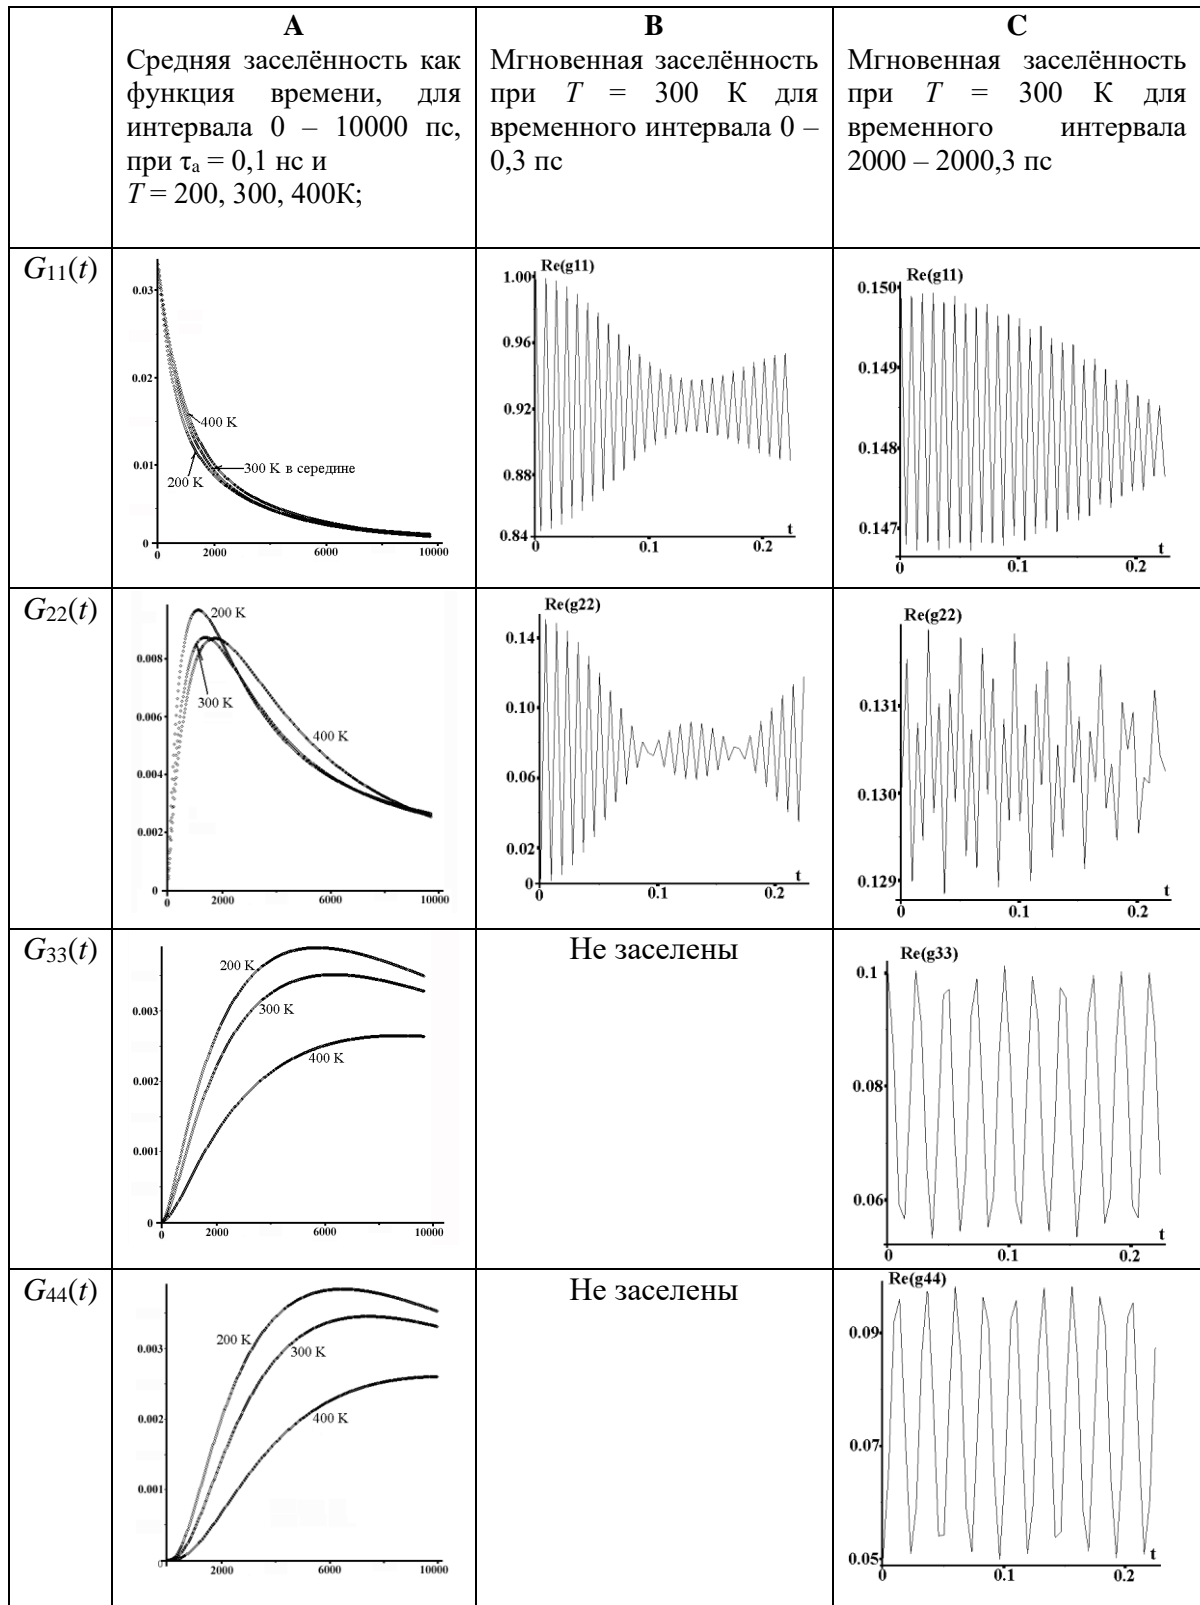 A
Средняя заселённость как
функция времени, для
интервала 0 – 10000 пс,
при τa = 0,1 нс и
T = 200, 300, 400К;
B
Мгновенная заселённость
при T = 300 К для
временного интервала 0 –
0,3 пс
C
Мгновенная заселённость
при T = 300 К для
временного интервала
2000 – 2000,3 пс
G11(t)
0.03
0.02
0.01
0
400 K
300 K в середине
200 K
0 2000 6000 10000
Re(g11)
1.00
0.96
0.92
0.88
0.84
t
0 0.1 0.2
Re(g11)
0.150
0.149
0.148
0.147
t
0 0.1 0.2
G22(t)
0.008
0.006
0.004
0.002
0
200 K
300 K
400 K
0 2000 6000 10000
Re(g22)
0.14
0.10
0.06
0.02
0
t
0 0.1 0.2
Re(g22)
0.131
0.130
0.129
t
0 0.1 0.2
G33(t)
0.003
0.002
0.001
0
200 K
300 K
400 K
0 2000 6000 10000
Не заселены
Re(g33)
0.1
0.08
0.06
t
0 0.1 0.2
G44(t)
0.003
0.002
0.001
0
200 K
300 K
400 K
2000 6000 10000
Не заселены
Re(g44)
0.09
0.07
0.05
t
0 0.1 0.2